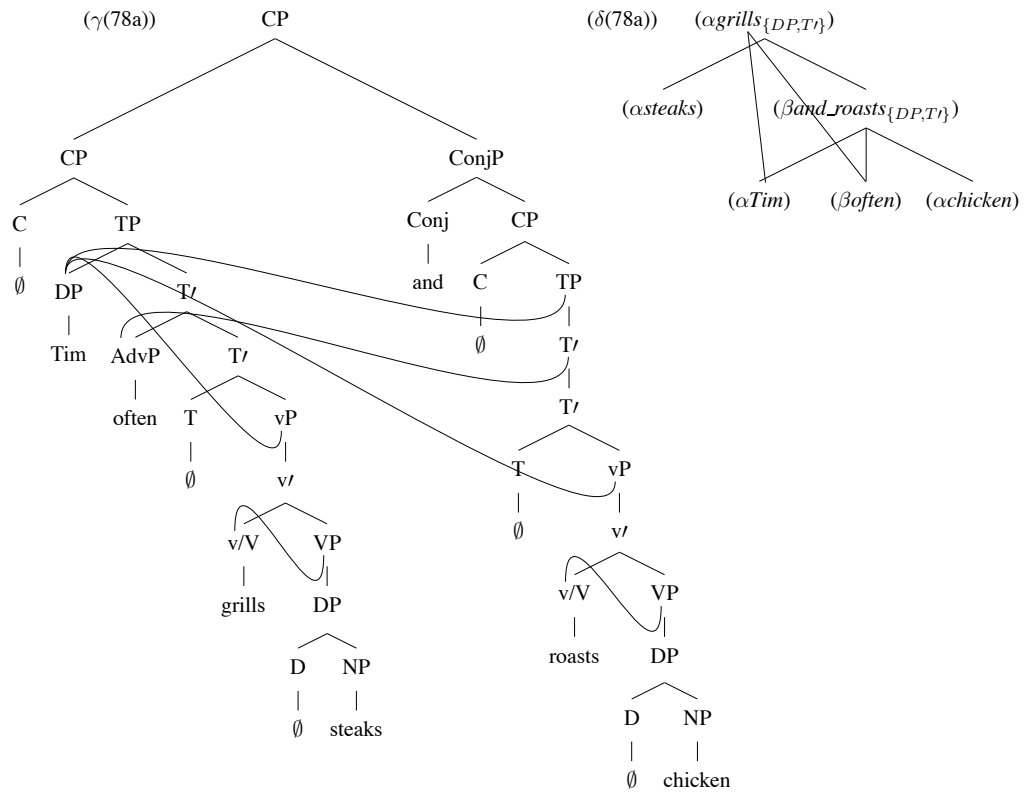 (γ(78a)) CP (δ(78a)) (αgrills{DP,T′})
(αsteaks) (βand_roasts{DP,T′})
CP ConjP
(αTim) (βoften) (αchicken)
C TP Conj CP
∅ DP T′ and C TP
Tim AdvP T′ ∅ T′
often T vP T′
∅ v′ T vP
v/V VP ∅ v′
grills DP v/V VP
roasts DP
D NP
∅ steaks D NP
∅ chicken